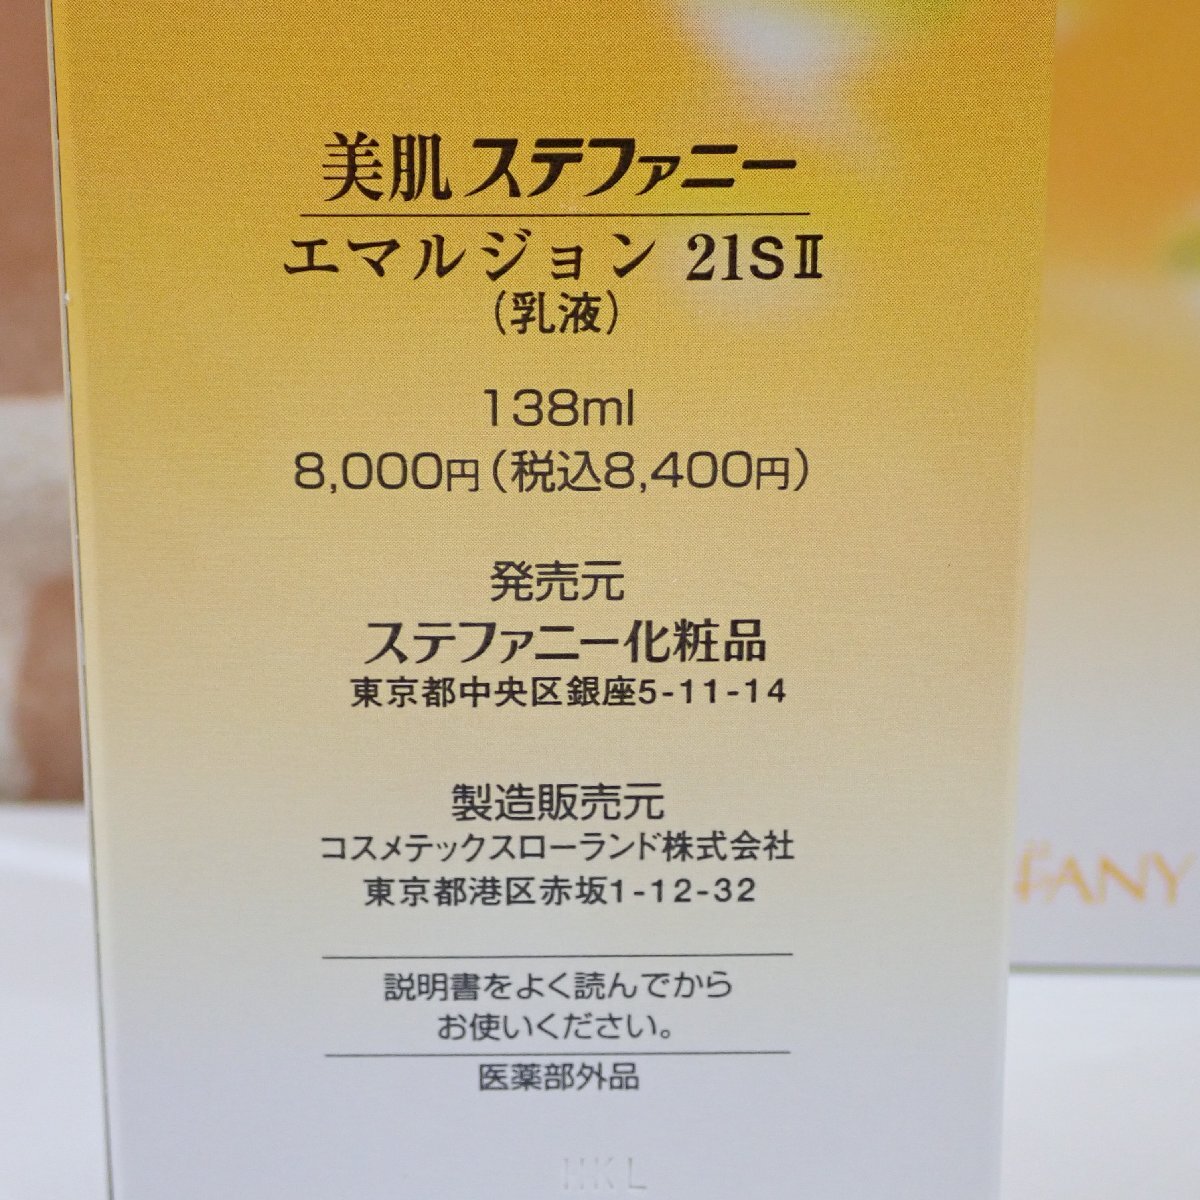 美肌 ステファニー
エマルジョン 21SⅡ
（乳液）
138ml
8,000円（税込8,400円）
発売元
ステファニー化粧品
東京都中央区銀座5-11-14
製造販売元
コスメテックスローランド株式会社
東京都港区赤坂1-12-32
説明書をよく読んでから
お使いください。
医薬部外品
HKL
FANY